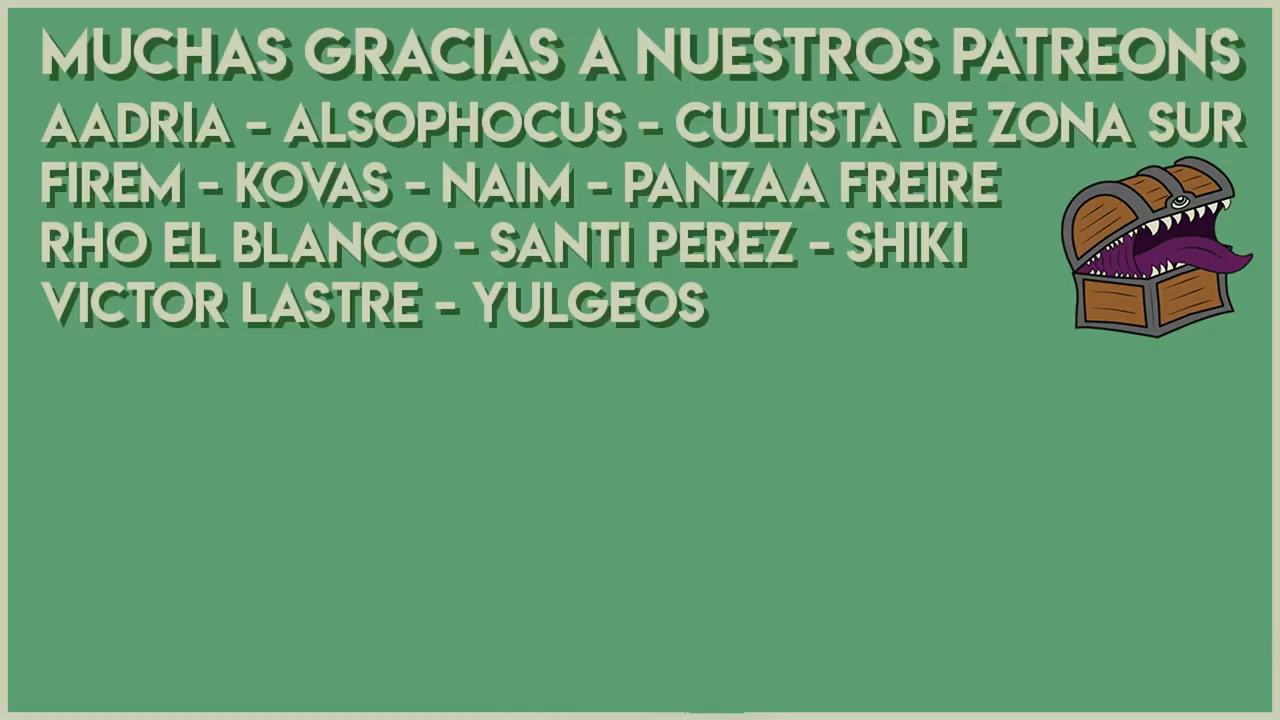 MUCHAS GRACIAS A NUESTROS PATREONS
AADRIA - ALSOPHOCUS - CULTISTA DE ZONA SUR
FIREM - KOVAS - NAIM - PANZAA FREIRE
RHO EL BLANCO - SANTI PEREZ - SHIKI
VICTOR LASTRE - YULGEOS